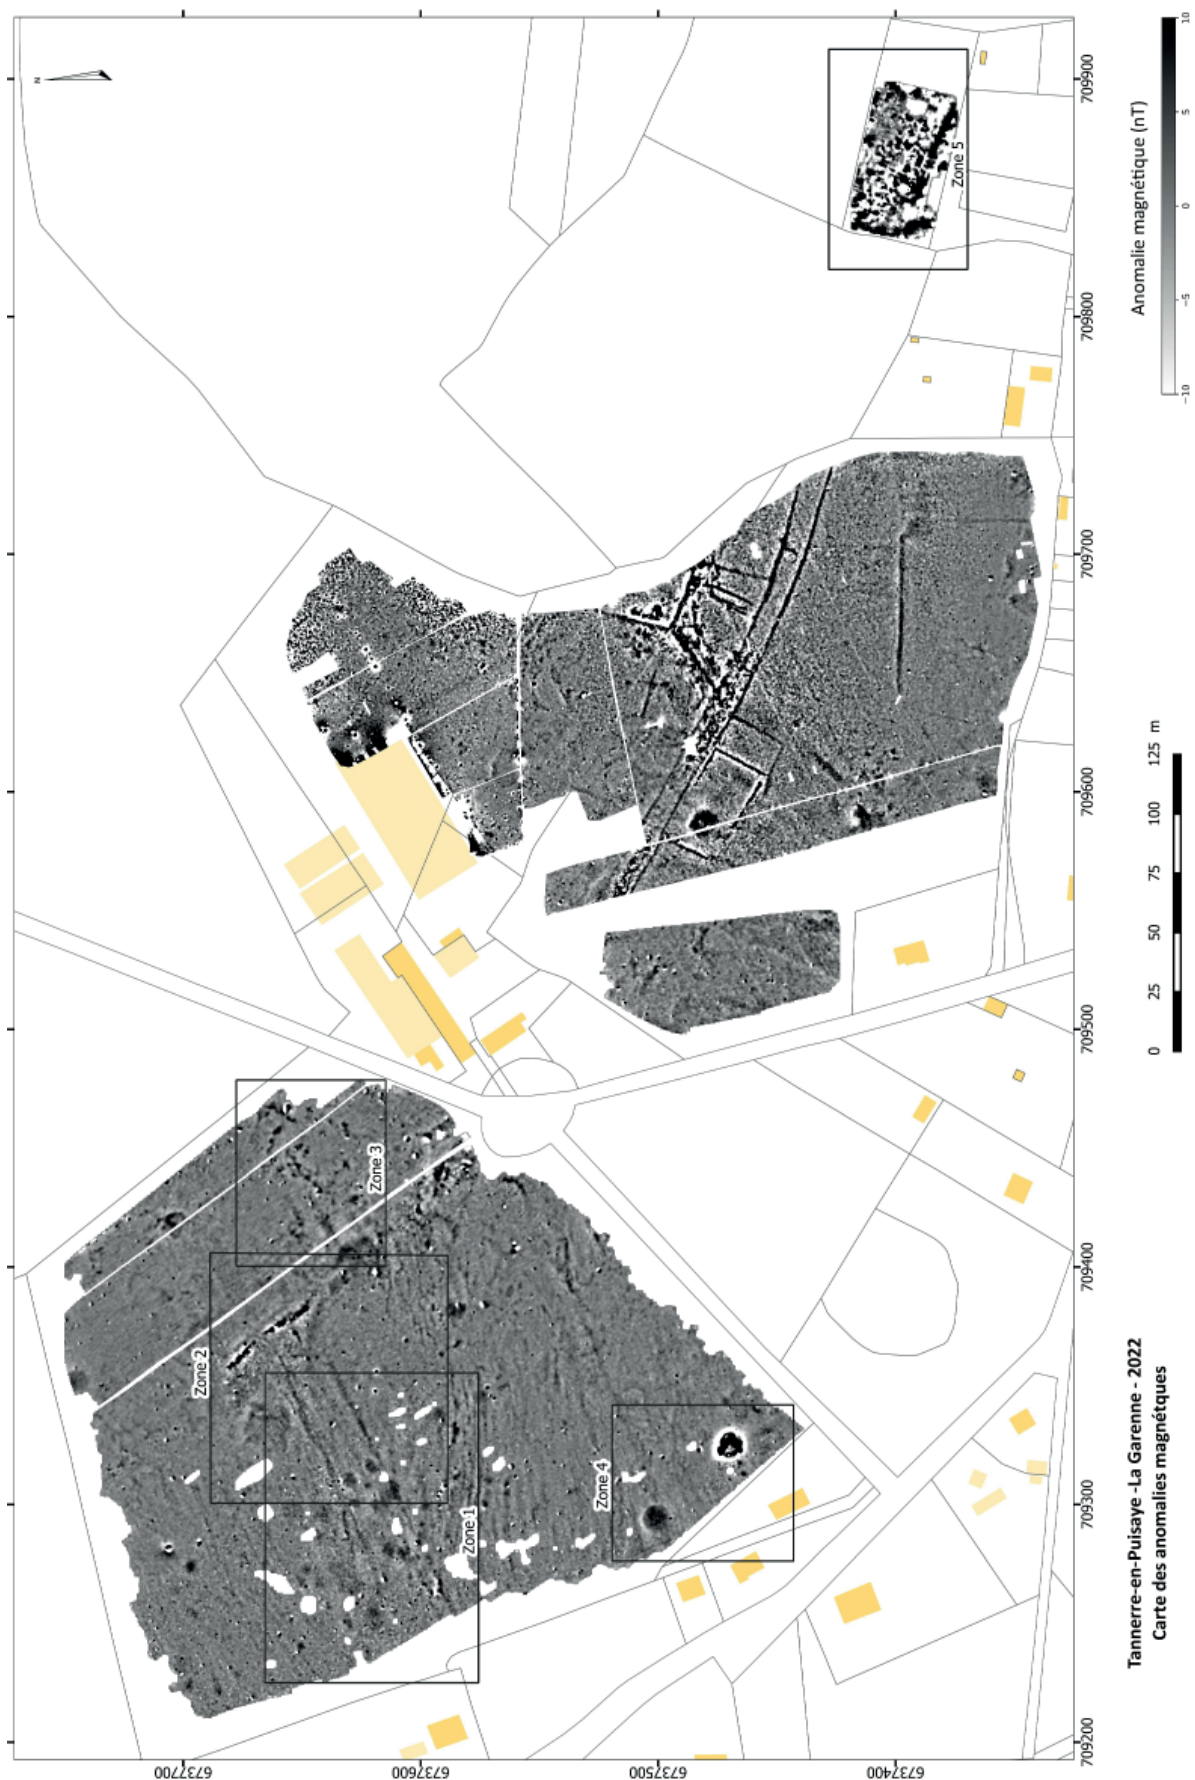 N
Zone 1
Zone 2
Zone 3
Zone 4
Zone 5
6737700
6737600
6737500
6737400
709200
709300
709400
709500
709600
709700
709800
709900
Tannerre-en-Puisaye -La Garenne - 2022
Carte des anomalies magnétques
0 25 50 75 100 125 m
Anomalie magnétique (nT)
−10 −5 0 5 10